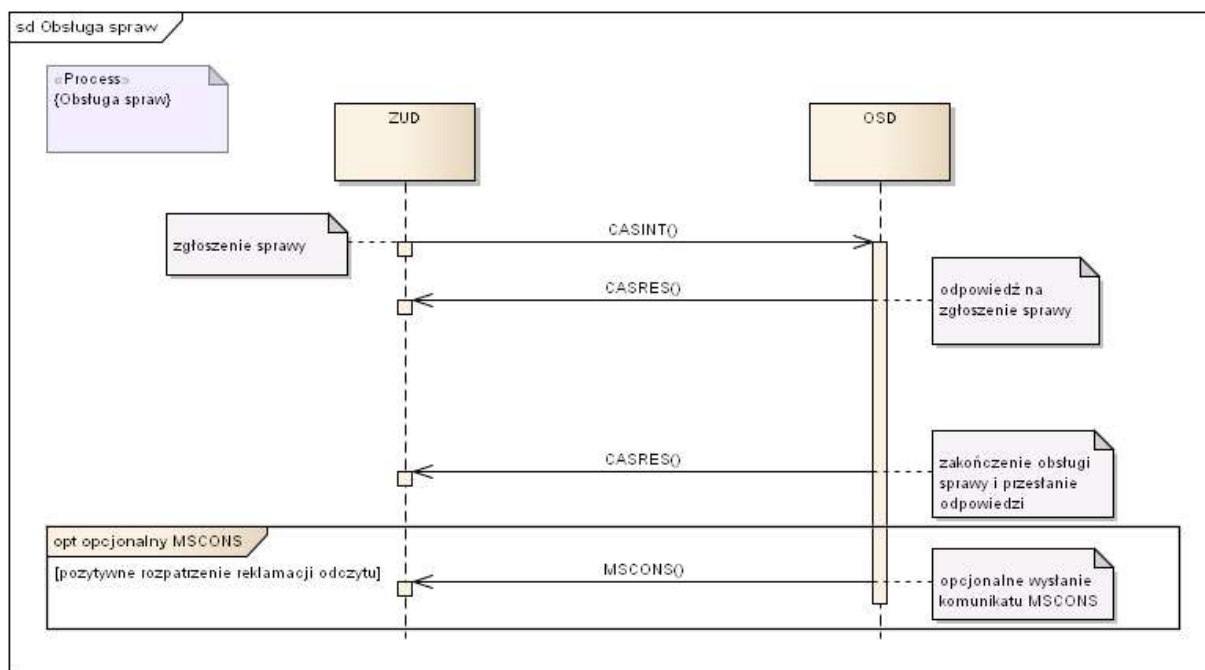 sd Obsługa spraw
«Process»
{Obsługa spraw}
ZUD
OSD
zgłoszenie sprawy
CASINT()
CASRES()
odpowiedź na
zgłoszenie sprawy
CASRES()
zakończenie obsługi
sprawy i przesłanie
odpowiedzi
opt opcjonalny MSCONS
[pozytywne rozpatrzenie reklamacji odczytu]
MSCONS()
opcjonalne wysłanie
komunikatu MSCONS